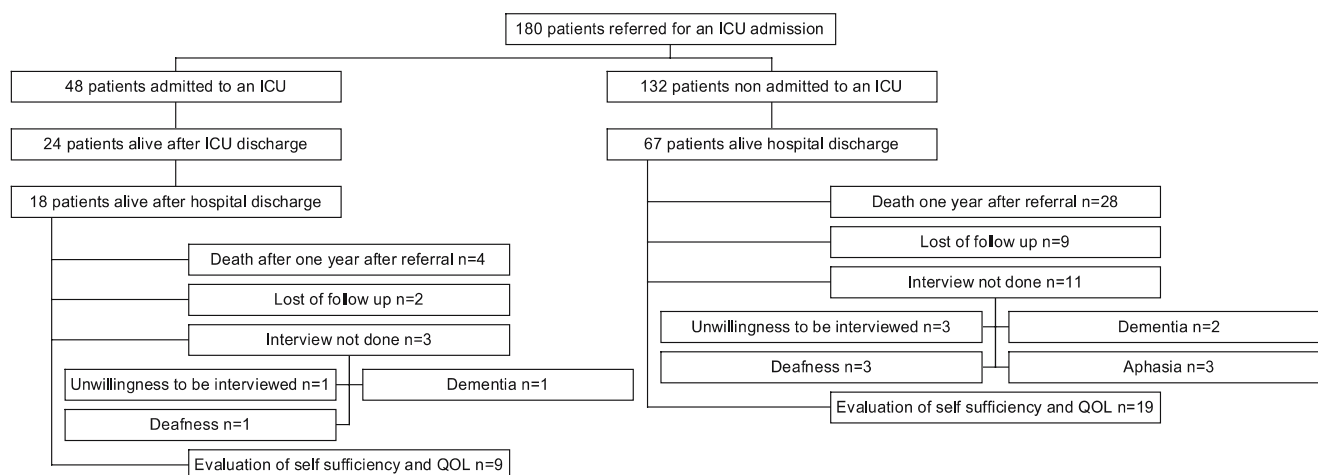 180 patients referred for an ICU admission
48 patients admitted to an ICU
132 patients non admitted to an ICU
24 patients alive after ICU discharge
67 patients alive hospital discharge
18 patients alive after hospital discharge
Death after one year after referral n=4
Lost of follow up n=2
Interview not done n=3
Unwillingness to be interviewed n=1
Dementia n=1
Deafness n=1
Evaluation of self sufficiency and QOL n=9
Death one year after referral n=28
Lost of follow up n=9
Interview not done n=11
Unwillingness to be interviewed n=3
Dementia n=2
Deafness n=3
Aphasia n=3
Evaluation of self sufficiency and QOL n=19